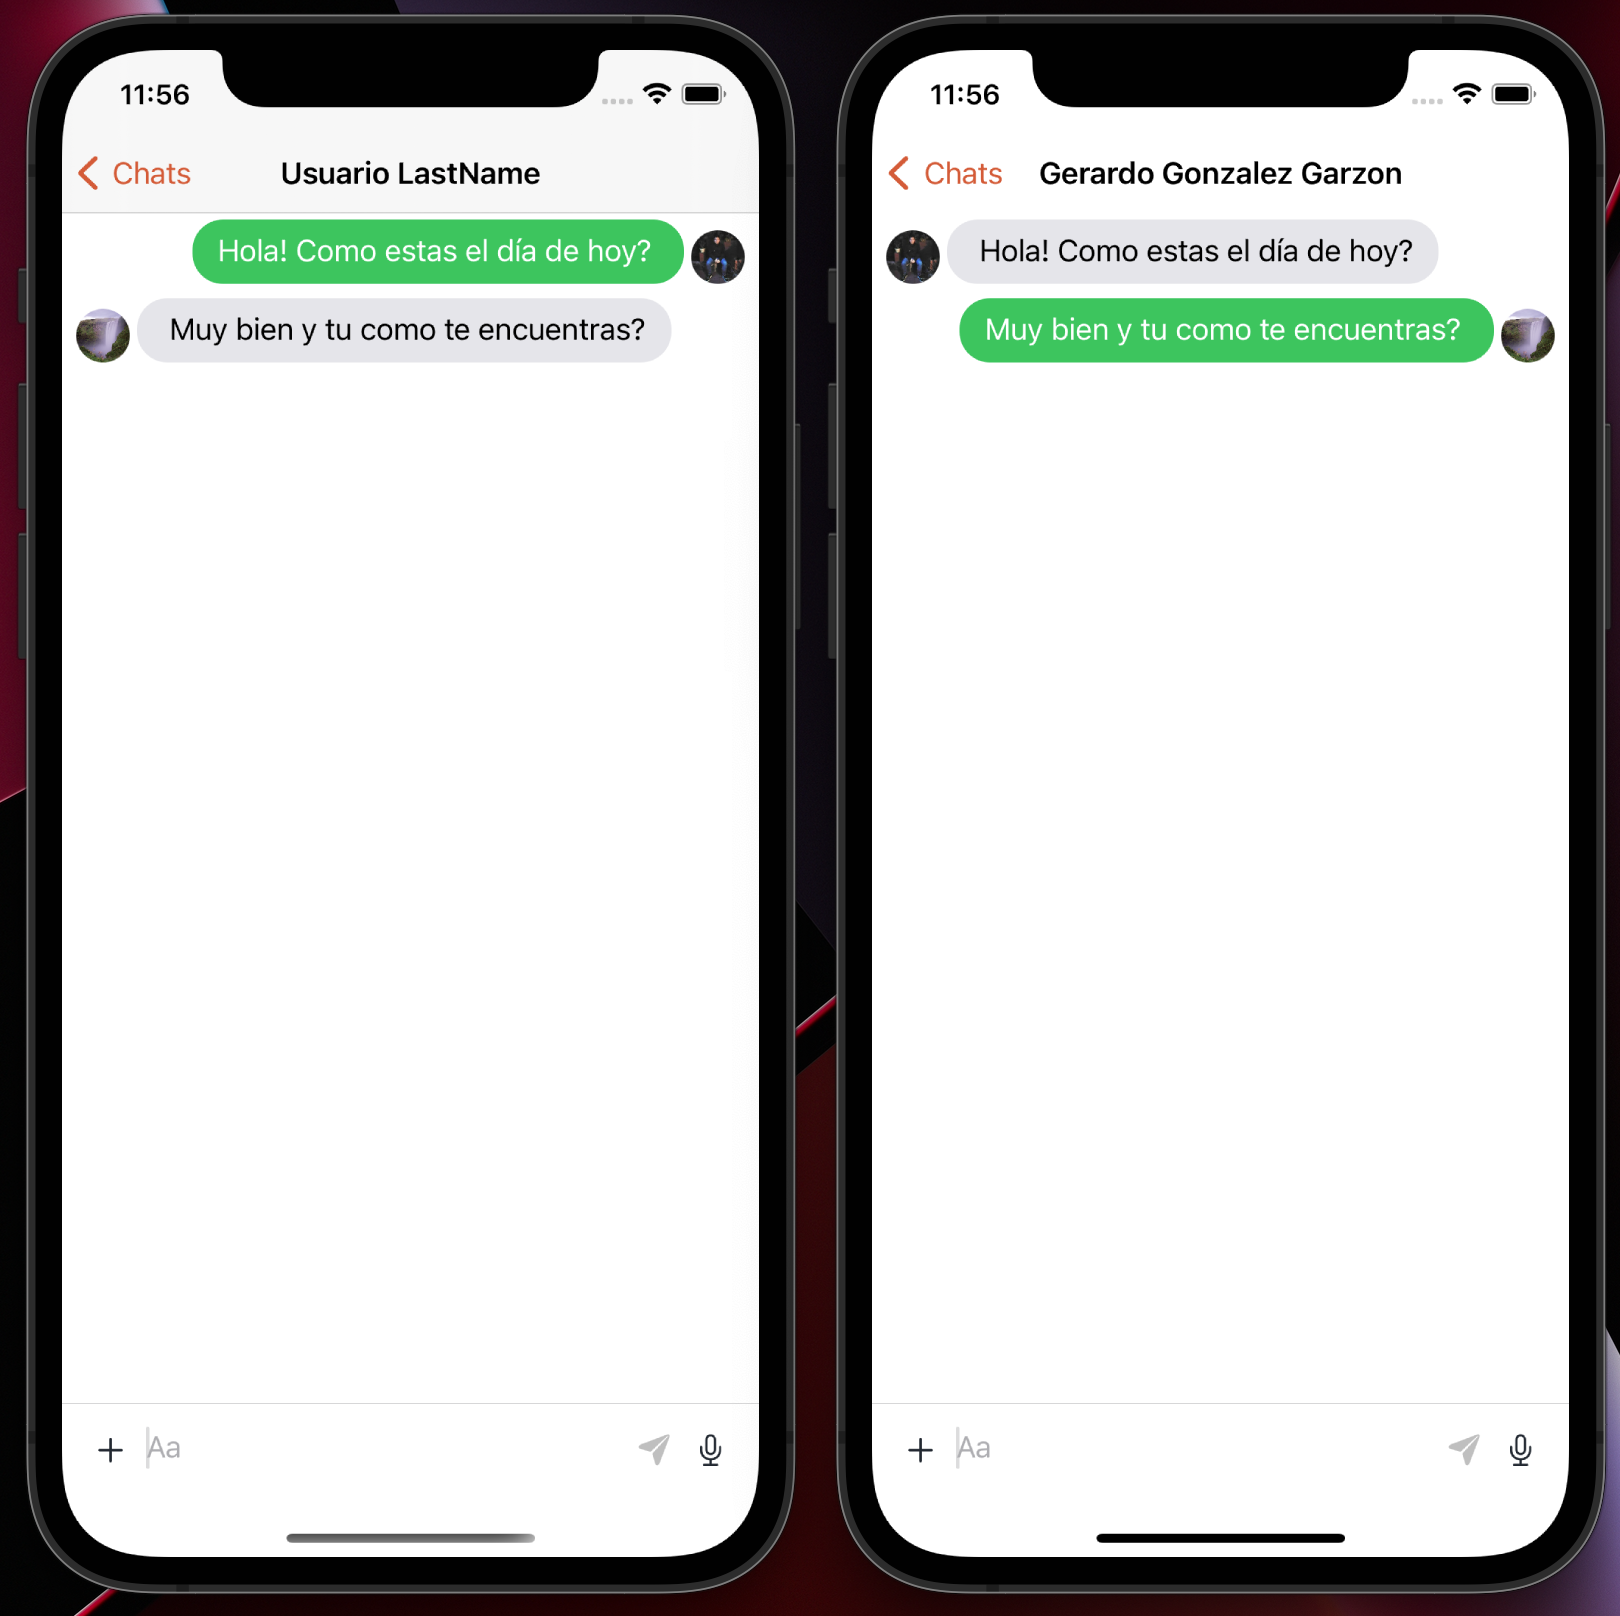 11:56
Chats
Usuario LastName
Hola! Como estas el día de hoy?
Muy bien y tu como te encuentras?
Aa
11:56
Chats
Gerardo Gonzalez Garzon
Hola! Como estas el día de hoy?
Muy bien y tu como te encuentras?
Aa